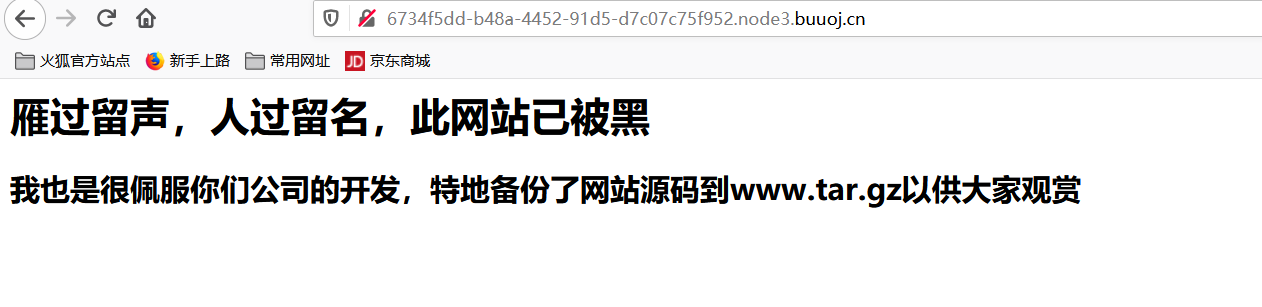 6734f5dd-b48a-4452-91d5-d7c07c75f952.node3.buuoj.cn
火狐官方站点 新手上路 常用网址 JD 京东商城
雁过留声，人过留名，此网站已被黑
我也是很佩服你们公司的开发，特地备份了网站源码到www.tar.gz以供大家观赏